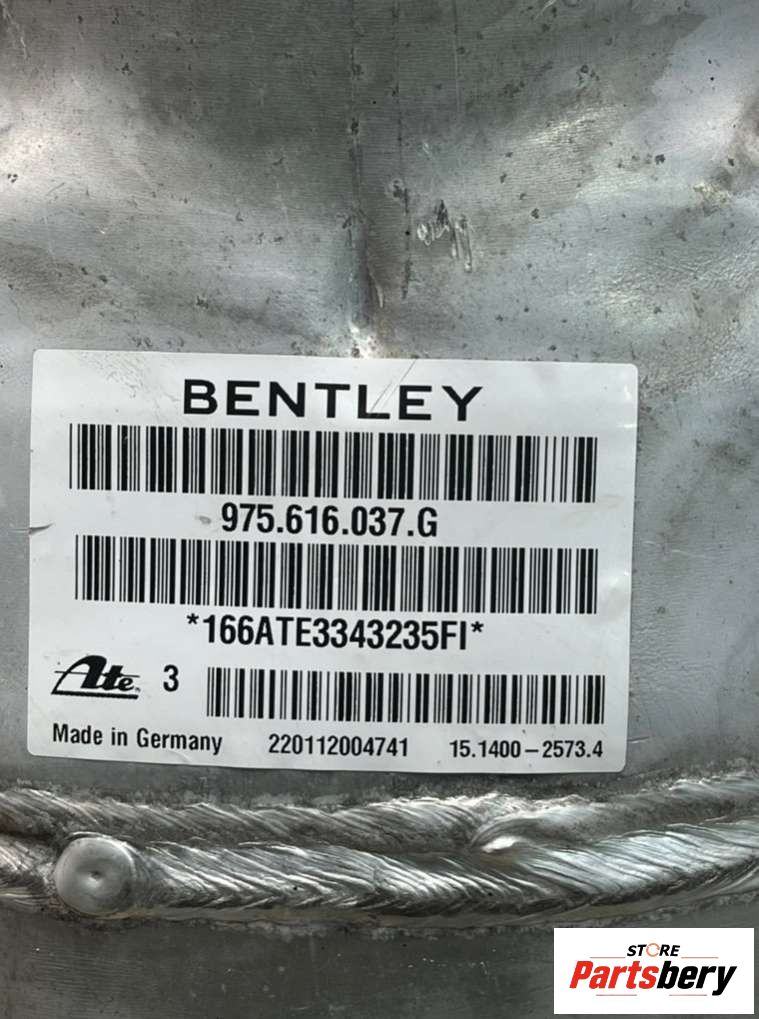 BENTLEY
975.616.037.G
*166ATE3343235FI*
Ate 3
Made in Germany 220112004741 15.1400-2573.4
STORE
Partsbery